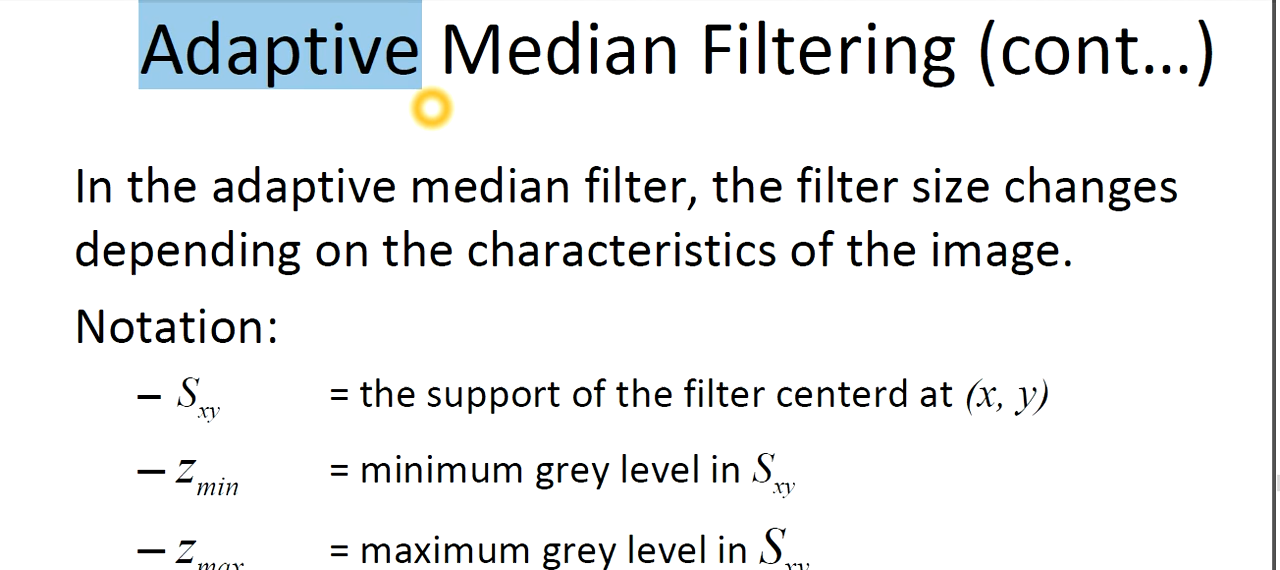 Adaptive Median Filtering (cont...)
In the adaptive median filter, the filter size changes
depending on the characteristics of the image.
Notation:
– Sxy = the support of the filter centerd at (x, y)
– zmin = minimum grey level in Sxy
– zmax = maximum grey level in Sxy